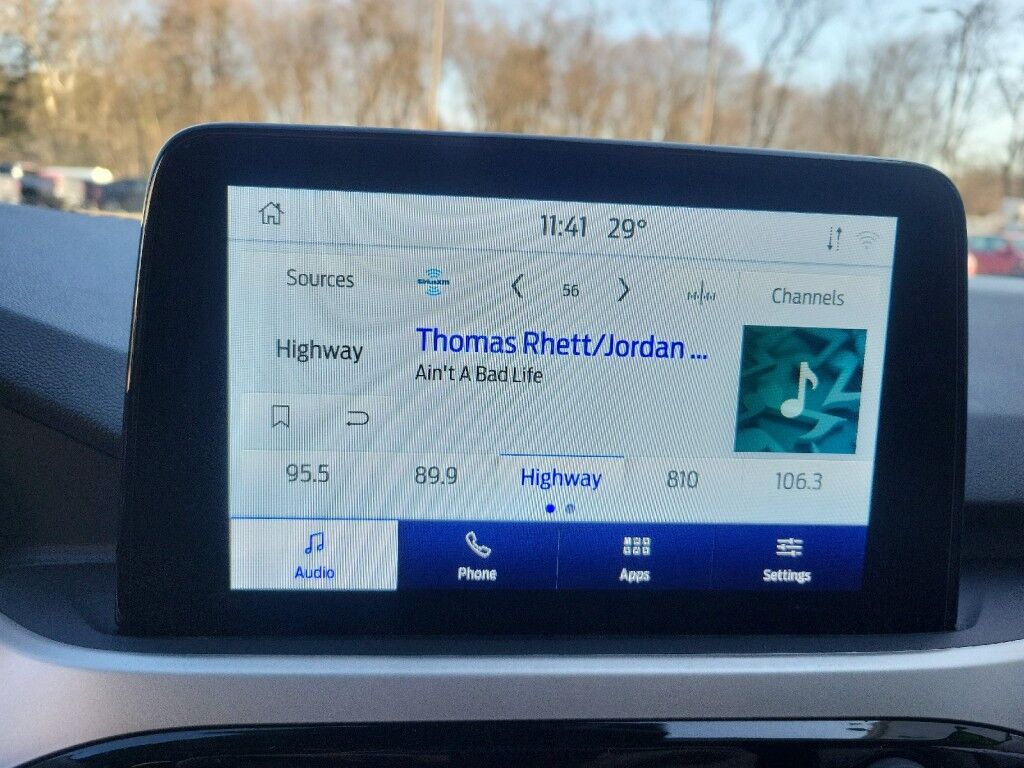 11:41 29°
Sources
siriusxm
56
Channels
Highway
Thomas Rhett/Jordan ...
Ain't A Bad Life
95.5
89.9
Highway
810
106.3
Audio
Phone
Apps
Settings